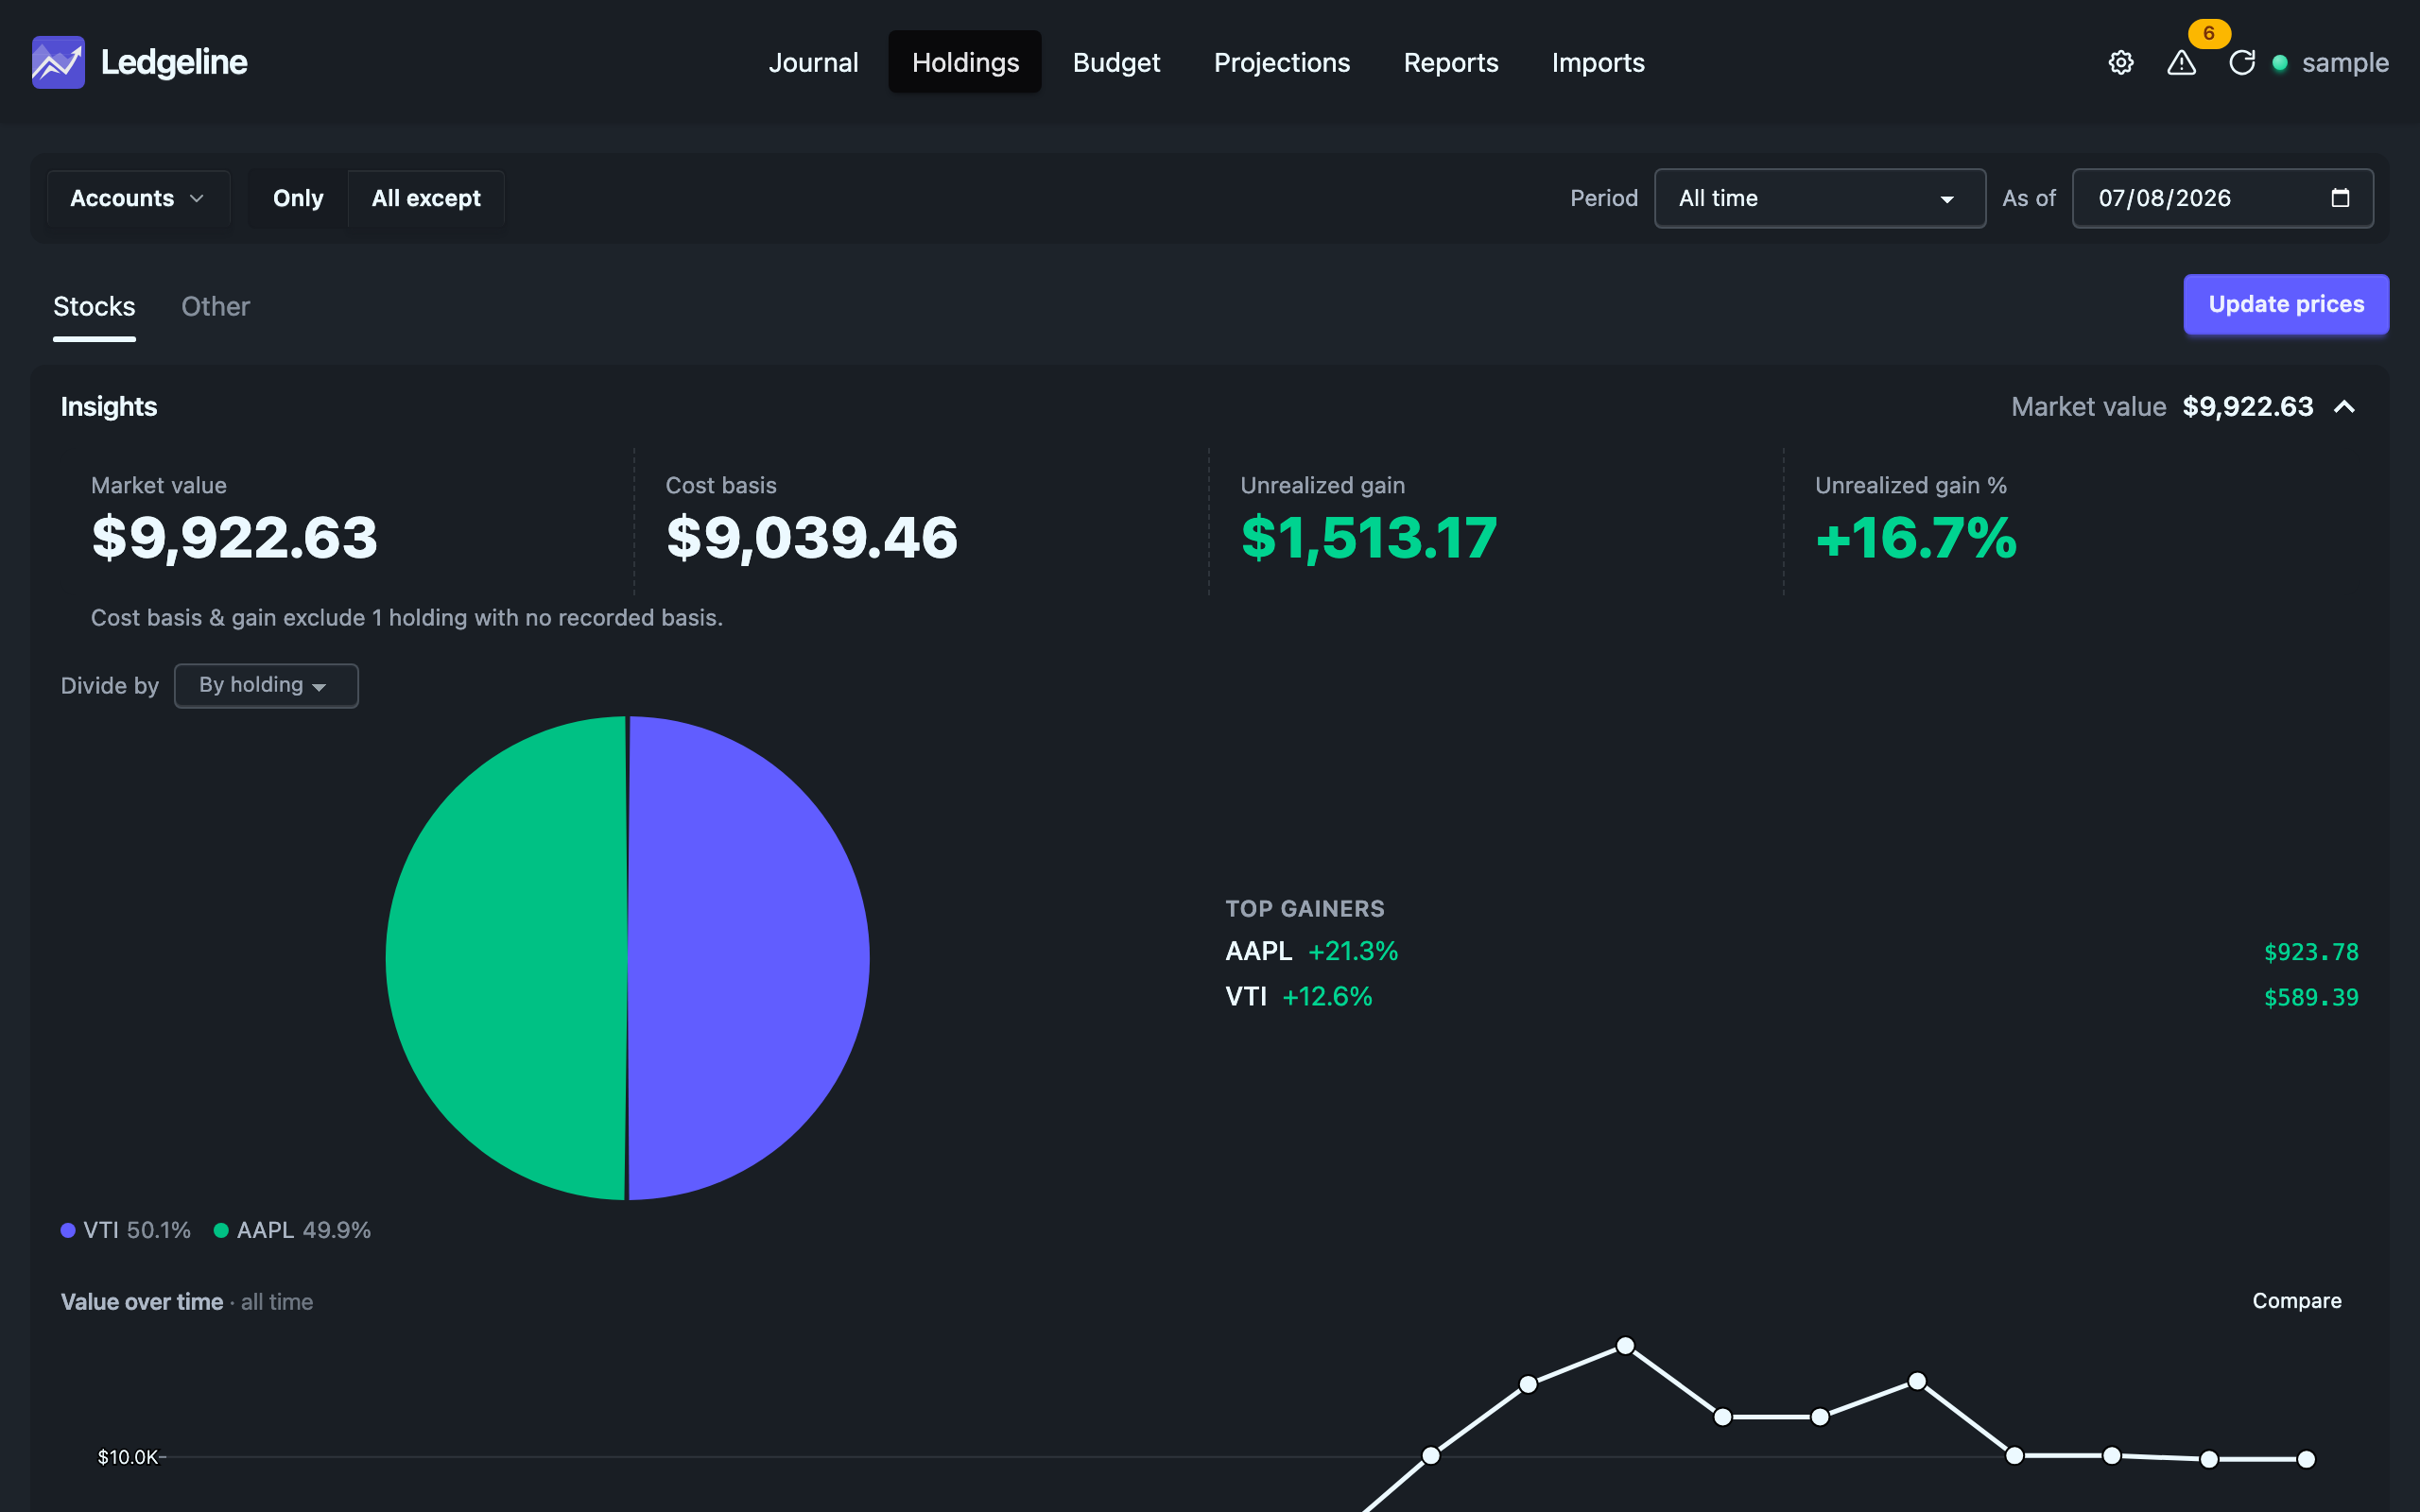 Ledgeline
Journal Holdings Budget Projections Reports Imports
6
sample
Accounts Only All except
Period All time As of 07/08/2026
Stocks Other
Update prices
Insights
Market value $9,922.63
Market value Cost basis Unrealized gain Unrealized gain %
$9,922.63 $9,039.46 $1,513.17 +16.7%
Cost basis & gain exclude 1 holding with no recorded basis.
Divide by By holding
TOP GAINERS
AAPL +21.3% $923.78
VTI +12.6% $589.39
VTI 50.1% AAPL 49.9%
Value over time · all time
Compare
$10.0K